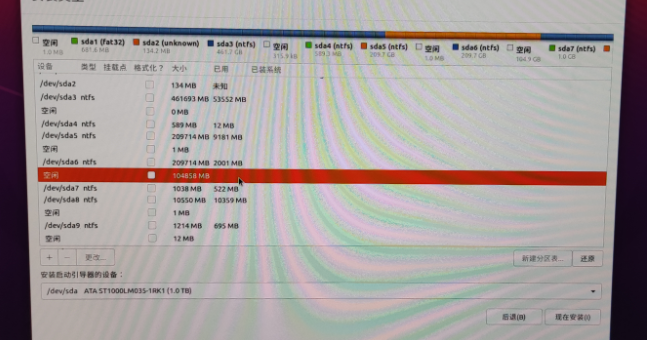 空闲 sda1 (fat32) sda2 (unknown) sda3 (ntfs) 空闲 sda4 (ntfs) sda5 (ntfs) 空闲 sda6 (ntfs) 空闲 sda7 (ntfs)
1.0 MB 134.2 MB 461.7 GB 315.9 kB 589.3 MB 209.7 GB 1.0 MB 209.7 GB 104.9 GB 1.0 GB
设备 类型 挂载点 格式化？ 大小 已用 已装系统
/dev/sda2 134 MB 未知
/dev/sda3 ntfs 461693 MB 53552 MB
空闲 0 MB
/dev/sda4 ntfs 589 MB 12 MB
/dev/sda5 ntfs 209714 MB 9181 MB
空闲 1 MB
/dev/sda6 ntfs 209714 MB 2001 MB
空闲 104858 MB
/dev/sda7 ntfs 1038 MB 522 MB
/dev/sda8 ntfs 10550 MB 10359 MB
空闲 1 MB
/dev/sda9 ntfs 1214 MB 695 MB
空闲 12 MB
+ − 更改... 新建分区表... 还原
安装启动引导器的设备：
/dev/sda ATA ST1000LM035-1RK1 (1.0 TB)
后退(B) 现在安装(I)